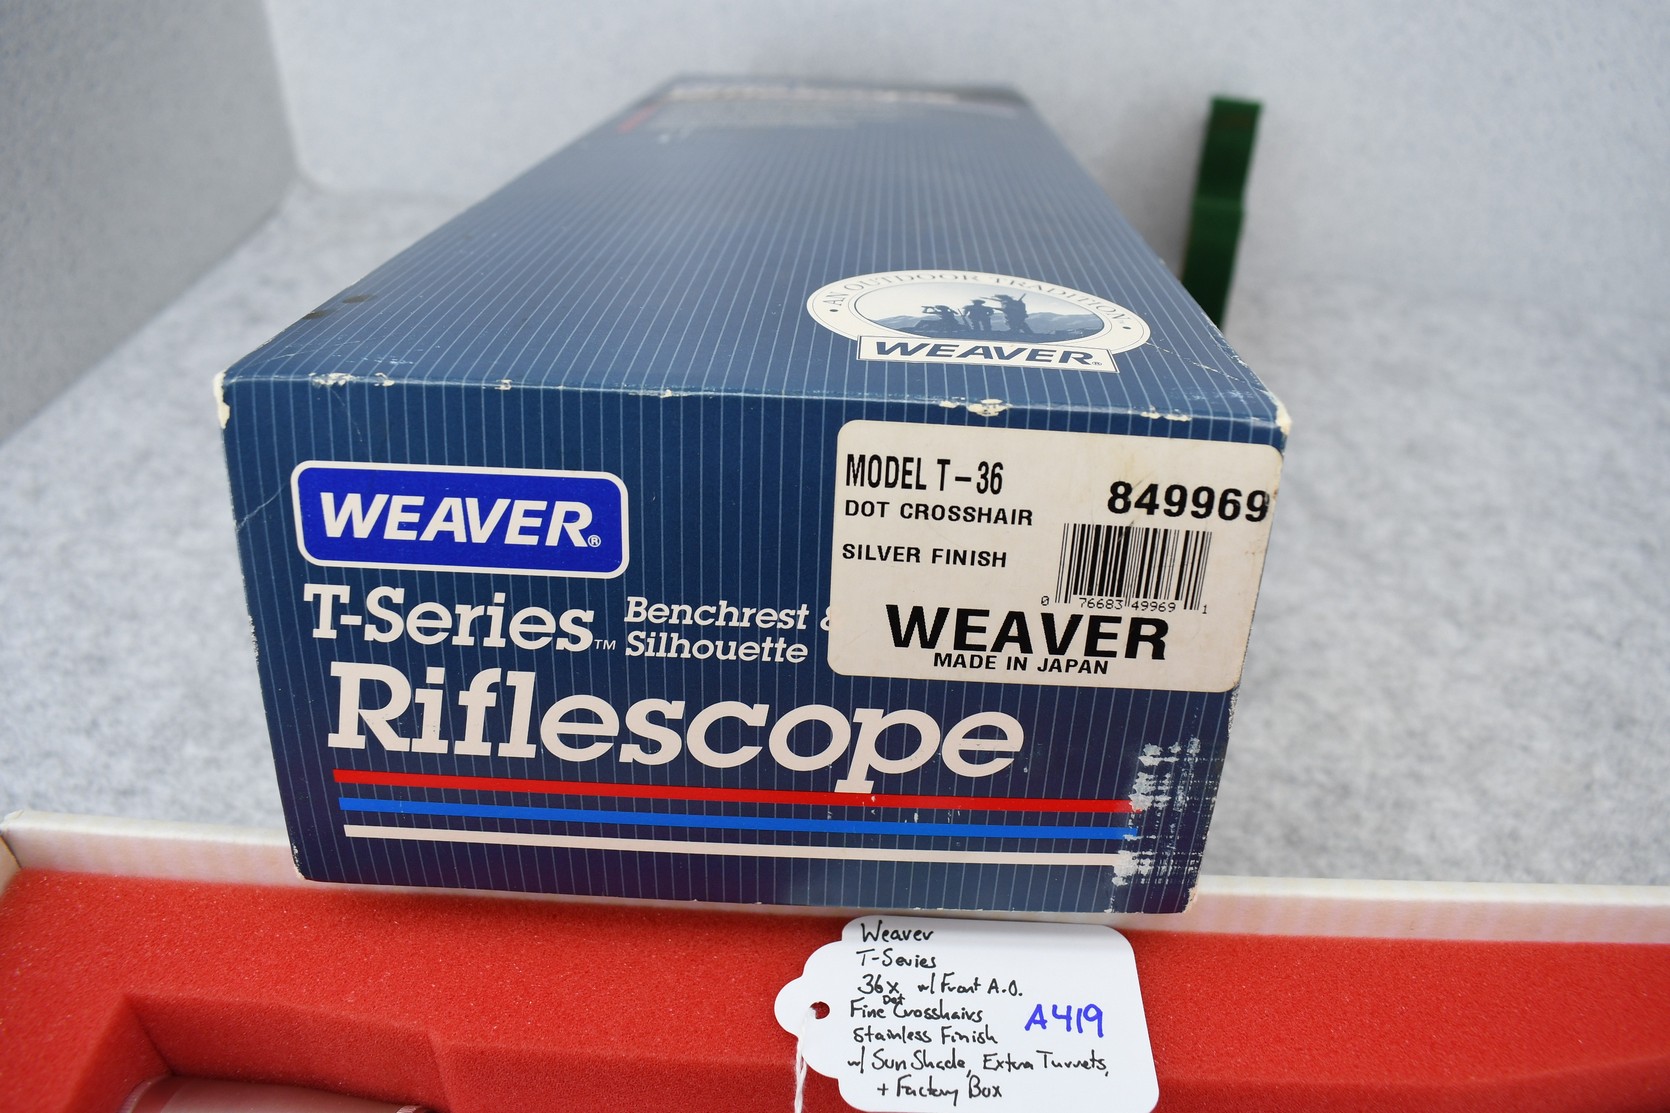 • AN OUTDOOR TRADITION •
WEAVER®
WEAVER®
T-Series™
Benchrest &
Silhouette
Riflescope
MODEL T-36
849969
DOT CROSSHAIR
SILVER FINISH
0 76683 49969 1
WEAVER
MADE IN JAPAN
Weaver
T-Series
36x w/ Front A.O.
Fine Dot Crosshairs
Stainless Finish
w/ Sun Shade, Extra Turrets,
+ Factory Box
A419